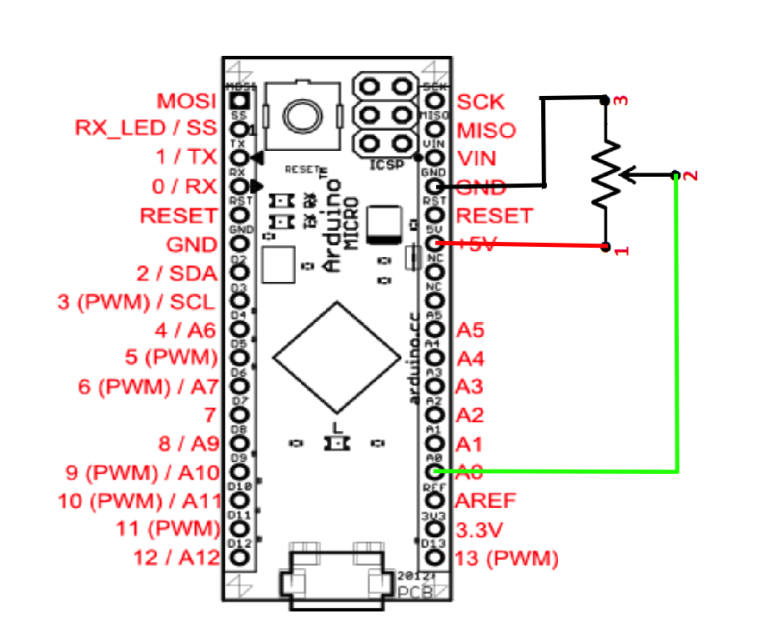 MOSI
RX_LED / SS
1 / TX
0 / RX
RESET
GND
2 / SDA
3 (PWM) / SCL
4 / A6
5 (PWM)
6 (PWM) / A7
7
8 / A9
9 (PWM) / A10
10 (PWM) / A11
11 (PWM)
12 / A12
MOSI
SS
1
TX
RX
RST
GND
D2
D3
D4
D5
D6
D7
D8
D9
D10
D11
D12
RESET
ICSP
TM
TX RX
Arduino
MICRO
arduino.cc
L
2012
PCB
SCK
MISO
VIN
GND
RST
5V
NC
NC
A5
A4
A3
A2
A1
A0
REF
3V3
D13
SCK
MISO
VIN
GND
RESET
+5V
A5
A4
A3
A2
A1
A0
AREF
3.3V
13 (PWM)
3
2
1